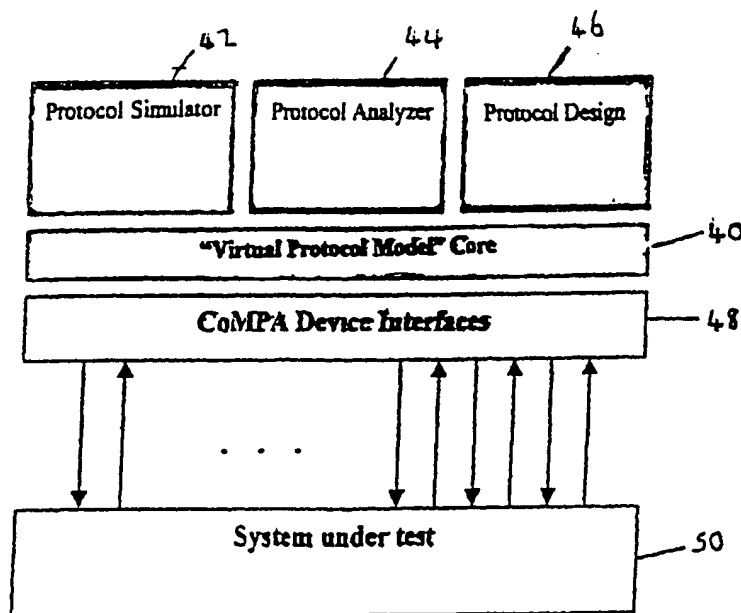 42 44 46
Protocol Simulator Protocol Analyzer Protocol Design
"Virtual Protocol Model" Core
40
CoMPA Device Interfaces
48
. . .
System under test
50